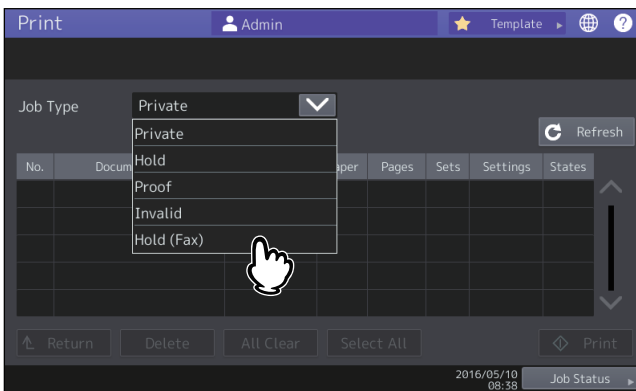 Print Admin Template ?
Job Type Private
Private
Refresh
Hold
No. Docum aper Pages Sets Settings States
Proof
Invalid
Hold (Fax)
Return Delete All Clear Select All Print
2016/05/10
08:38 Job Status